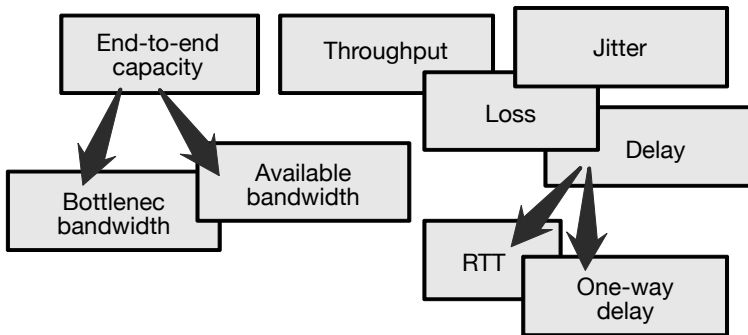 End-to-end
capacity
Throughput
Jitter
Loss
Delay
Bottlenec
bandwidth
Available
bandwidth
RTT
One-way
delay